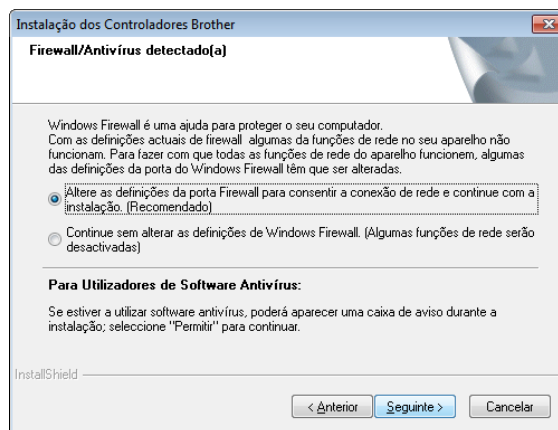 Instalação dos Controladores Brother
Firewall/Antivírus detectado(a)
Windows Firewall é uma ajuda para proteger o seu computador.
Com as definições actuais de firewall algumas da funções de rede no seu aparelho não
funcionam. Para fazer com que todas as funções de rede do aparelho funcionem, algumas
das definições da porta do Windows Firewall têm que ser alteradas.
Altere as definições da porta Firewall para consentir a conexão de rede e continue com a
instalação. (Recomendado)
Continue sem alterar as definições de Windows Firewall. (Algumas funções de rede serão
desactivadas)
Para Utilizadores de Software Antivírus:
Se estiver a utilizar software antivírus, poderá aparecer uma caixa de aviso durante a
instalação; seleccione "Permitir" para continuar.
InstallShield
< Anterior
Seguinte >
Cancelar